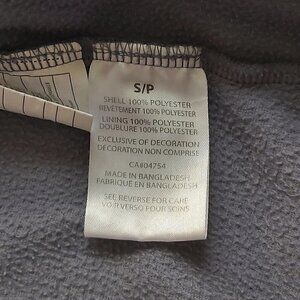 S/P
SHELL 100% POLYESTER
REVÊTEMENT 100% POLYESTER
LINING 100% POLYESTER
DOUBLURE 100% POLYESTER
EXCLUSIVE OF DECORATION
DÉCORATION NON COMPRISE
CA#04754
MADE IN BANGLADESH
FABRIQUÉ EN BANGLADESH
SEE REVERSE FOR CARE
VOIR VERSO POUR SOINS